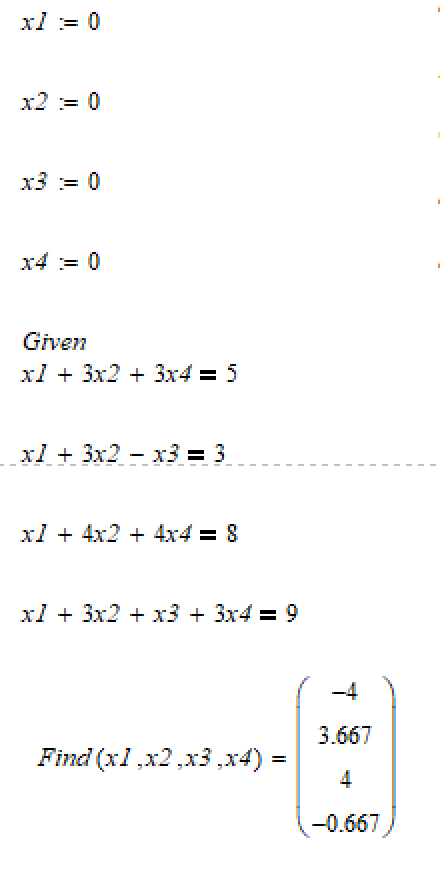 x1 := 0
x2 := 0
x3 := 0
x4 := 0
Given
x1 + 3x2 + 3x4 = 5
x1 + 3x2 − x3 = 3
x1 + 4x2 + 4x4 = 8
x1 + 3x2 + x3 + 3x4 = 9
−4
3.667
Find (x1 ,x2 ,x3 ,x4) =
4
−0.667